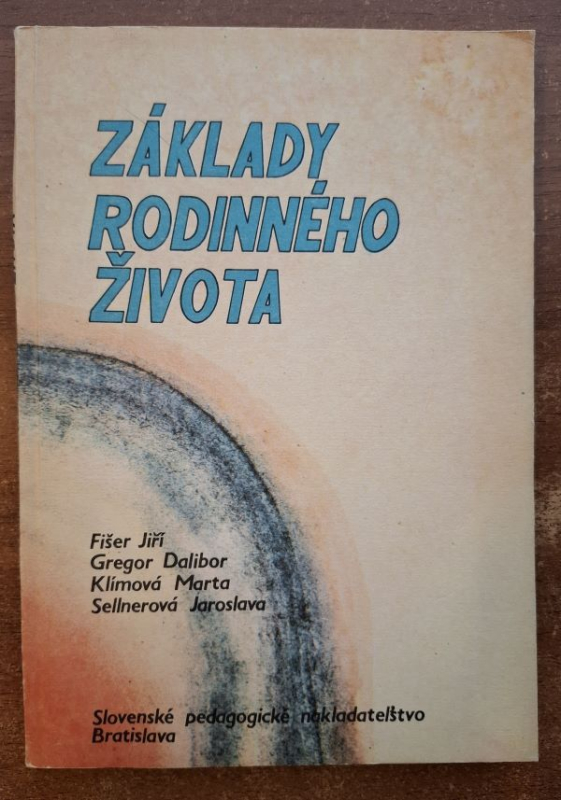 ZÁKLADY
RODINNÉHO
ŽIVOTA
Fišer Jiří
Gregor Dalibor
Klímová Marta
Sellnerová Jaroslava
Slovenské pedagogické nakladateľstvo
Bratislava